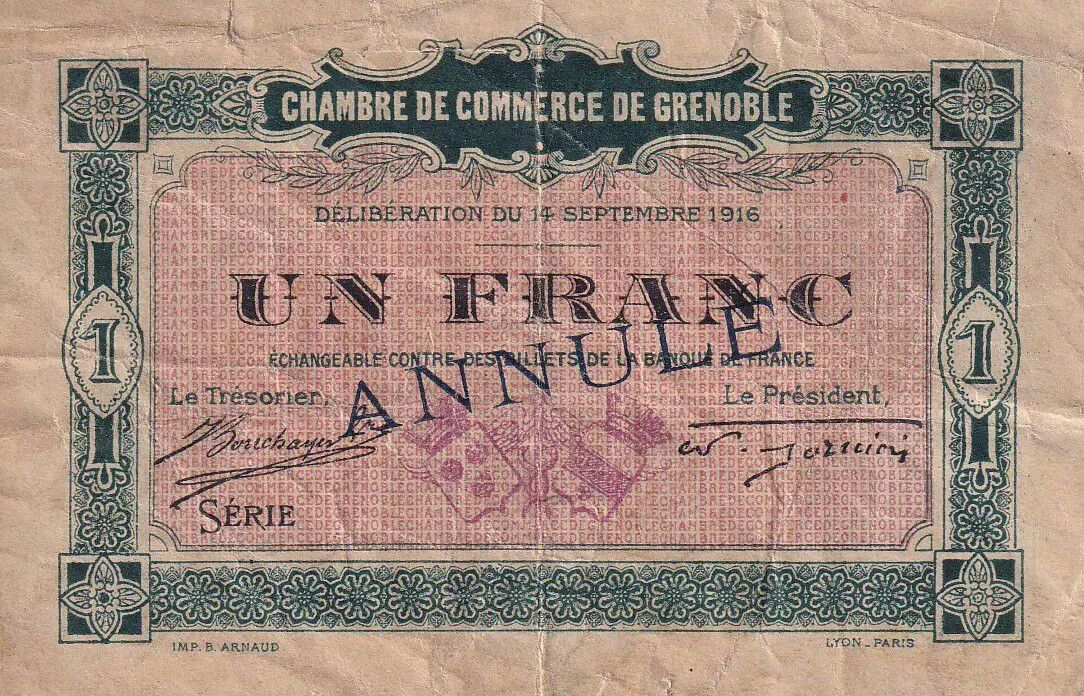 CHAMBRE DE COMMERCE DE GRENOBLE
DÉLIBÉRATION DU 14 SEPTEMBRE 1916
UN FRANC
ÉCHANGEABLE CONTRE DES BILLETS DE LA BANQUE DE FRANCE
ANNULÉ
1
1
Le Trésorier,
Le Président,
SÉRIE
IMP. B. ARNAUD
LYON - PARIS